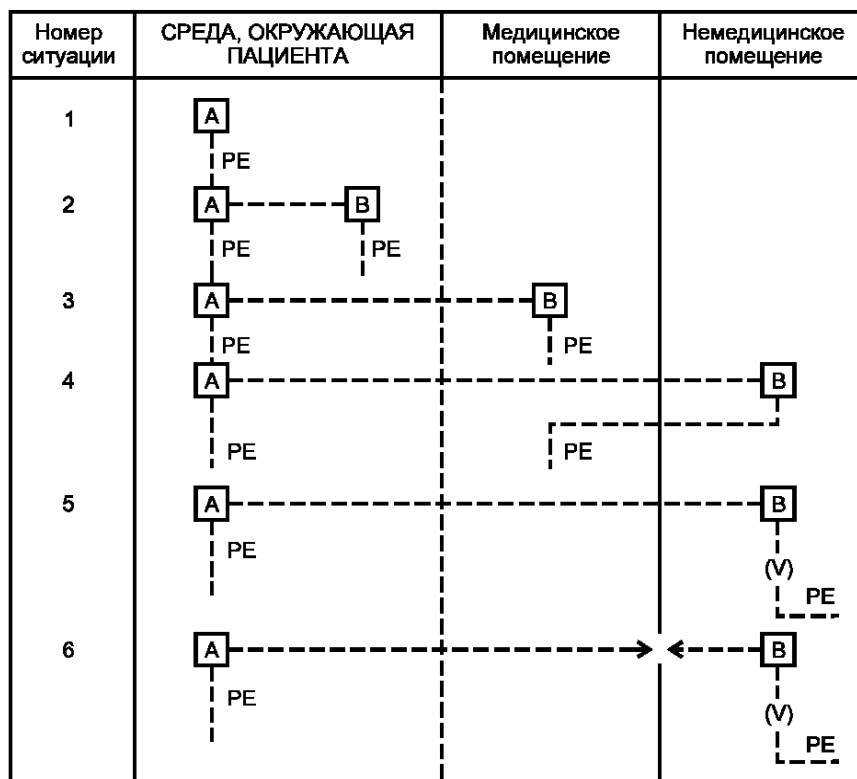 Номер ситуации
СРЕДА, ОКРУЖАЮЩАЯ ПАЦИЕНТА
Медицинское помещение
Немедицинское помещение
1
A
PE
2
A
B
PE
PE
3
A
B
PE
PE
4
A
B
PE
PE
5
A
B
PE
(V)
PE
6
A
B
PE
(V)
PE